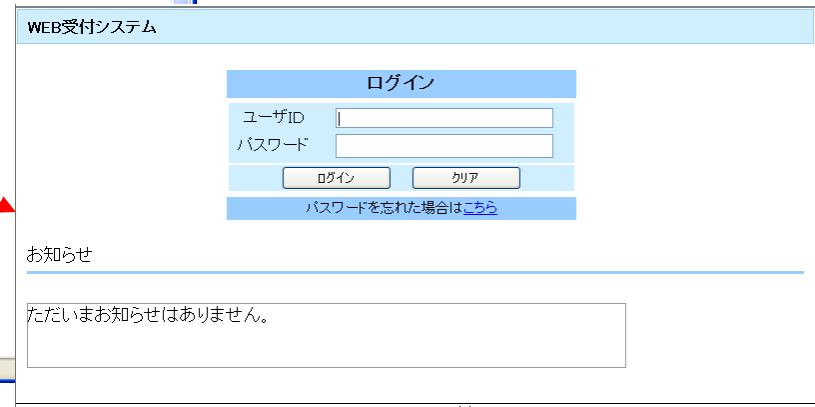 WEB受付システム
ログイン
ユーザID
パスワード
ログイン クリア
パスワードを忘れた場合はこちら
お知らせ
ただいまお知らせはありません。